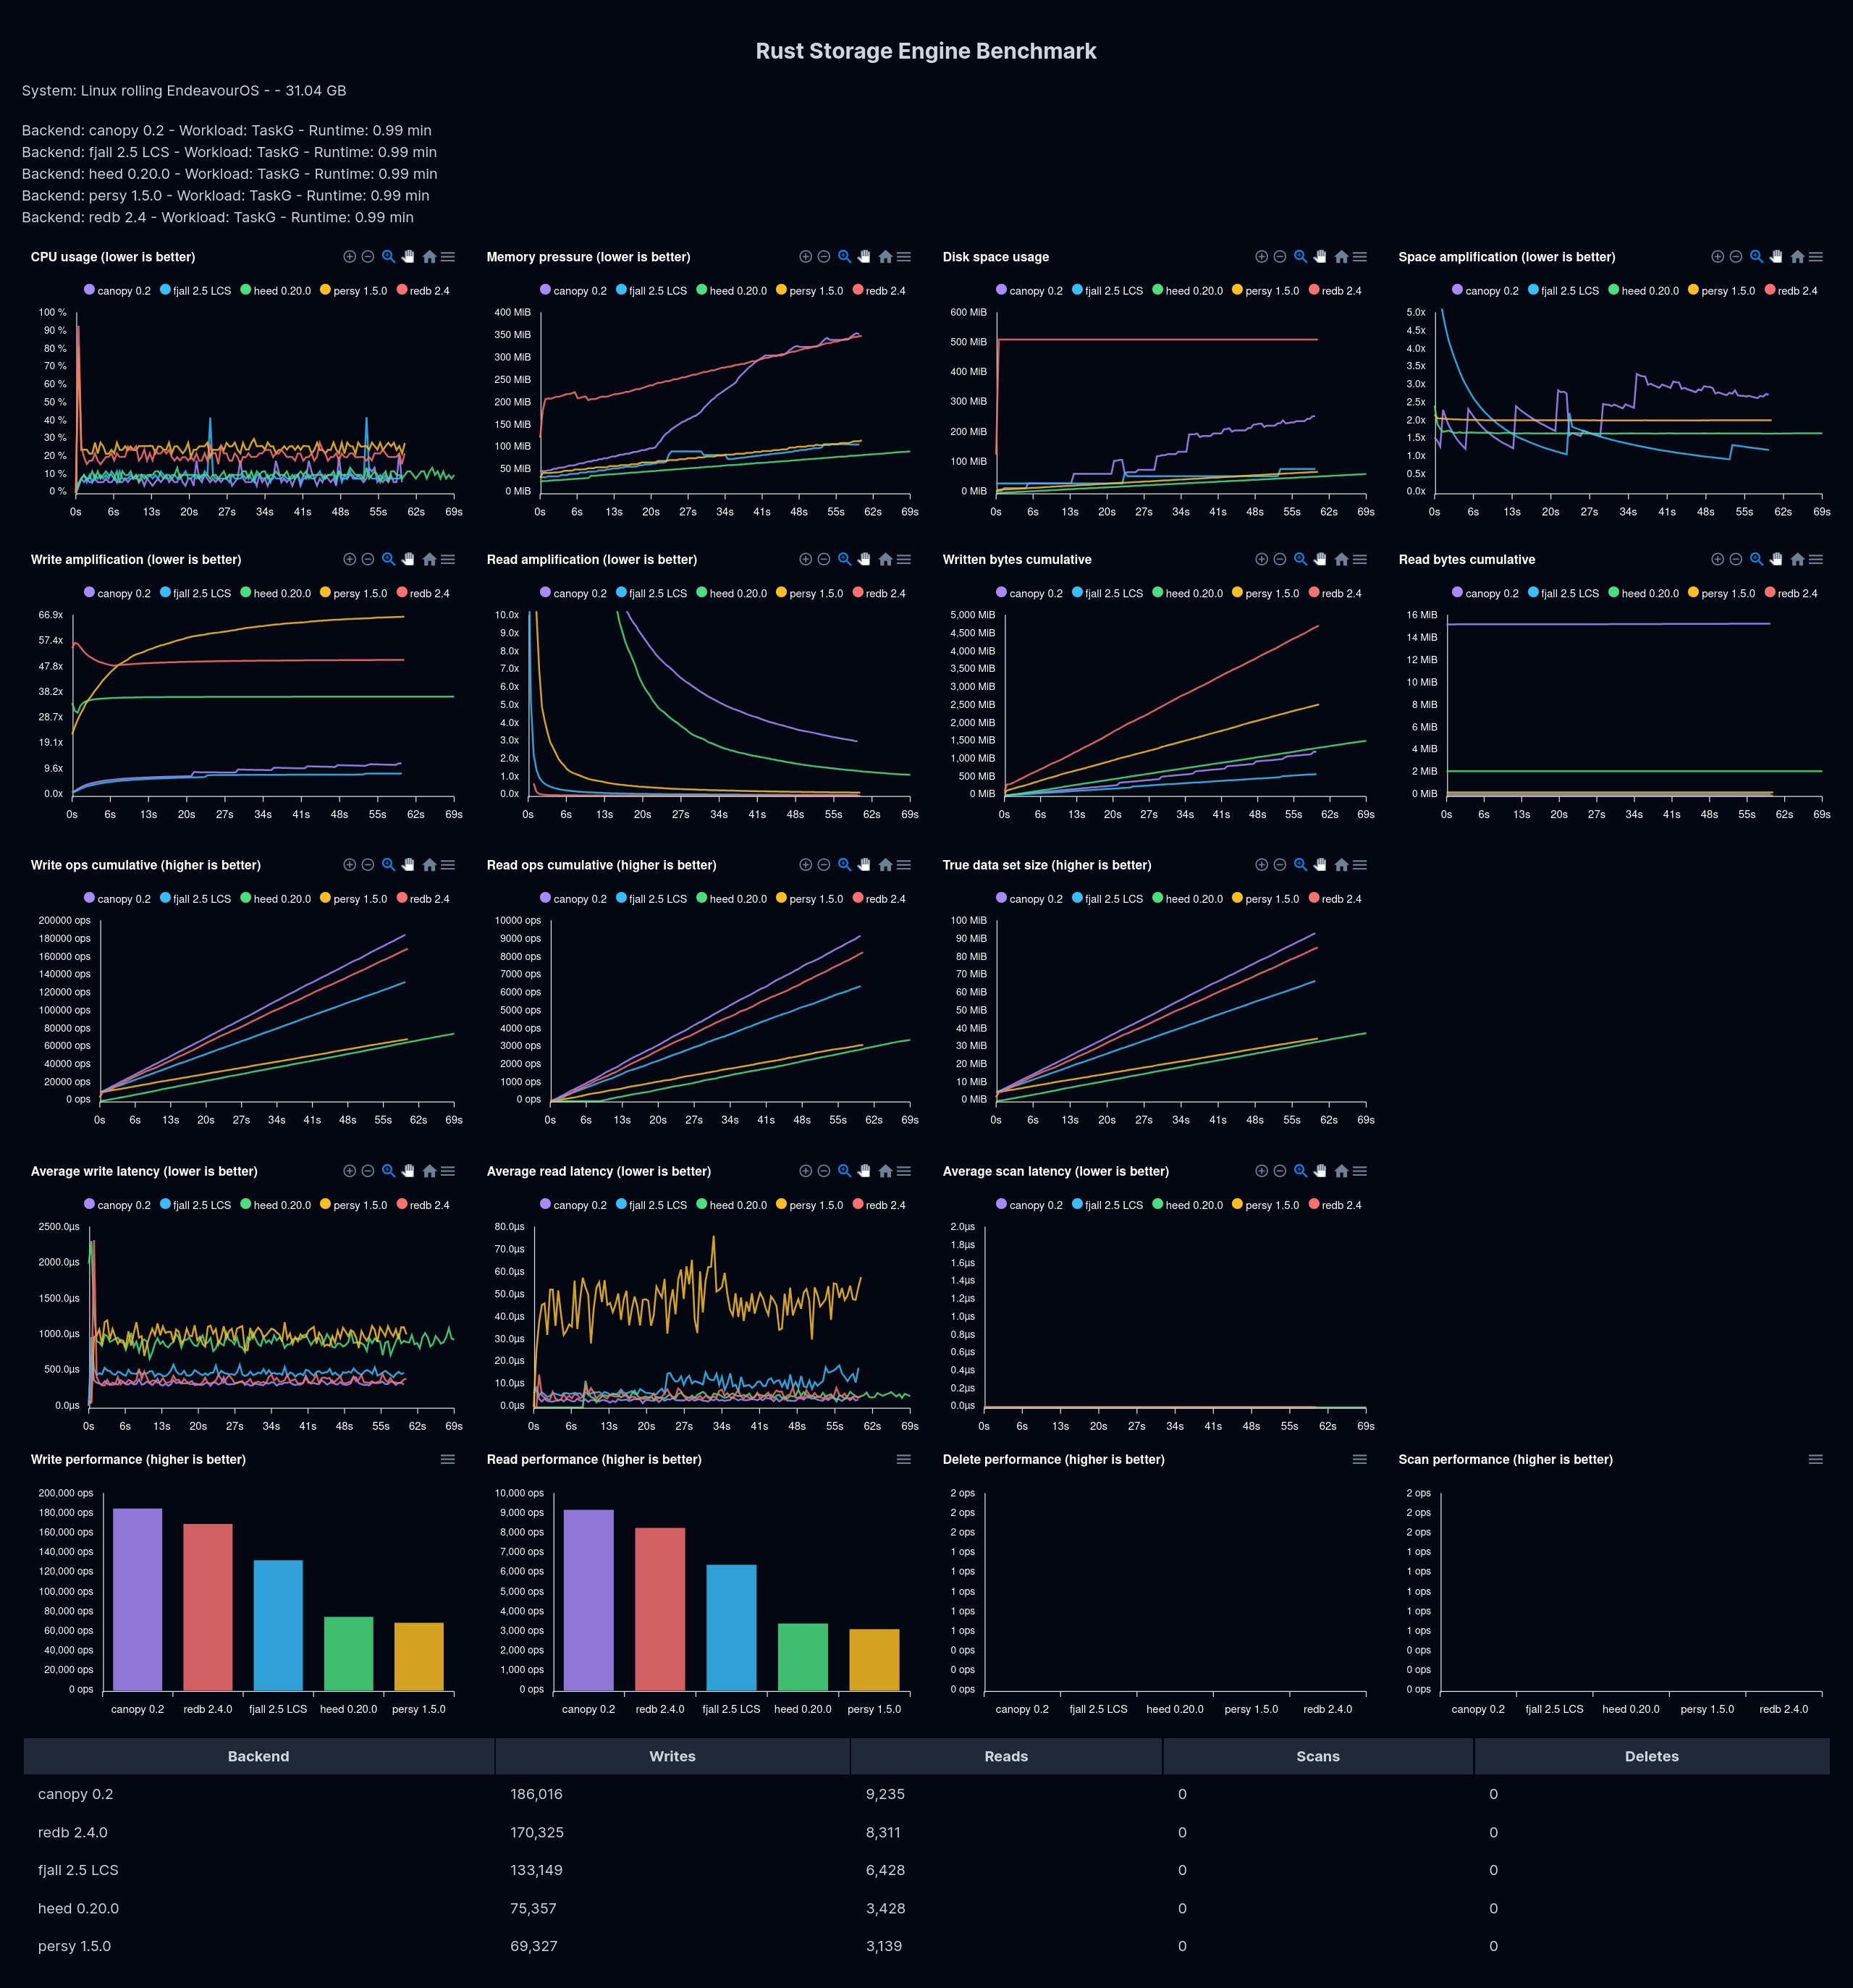 Rust Storage Engine Benchmark
System: Linux rolling EndeavourOS - - 31.04 GB
Backend: canopy 0.2 - Workload: TaskG - Runtime: 0.99 min
Backend: fjall 2.5 LCS - Workload: TaskG - Runtime: 0.99 min
Backend: heed 0.20.0 - Workload: TaskG - Runtime: 0.99 min
Backend: persy 1.5.0 - Workload: TaskG - Runtime: 0.99 min
Backend: redb 2.4 - Workload: TaskG - Runtime: 0.99 min
CPU usage (lower is better)
canopy 0.2 fjall 2.5 LCS heed 0.20.0 persy 1.5.0 redb 2.4
100 %
90 %
80 %
70 %
60 %
50 %
40 %
30 %
20 %
10 %
0 %
0s 6s 13s 20s 27s 34s 41s 48s 55s 62s 69s
Memory pressure (lower is better)
canopy 0.2 fjall 2.5 LCS heed 0.20.0 persy 1.5.0 redb 2.4
400 MiB
350 MiB
300 MiB
250 MiB
200 MiB
150 MiB
100 MiB
50 MiB
0 MiB
0s 6s 13s 20s 27s 34s 41s 48s 55s 62s 69s
Disk space usage
canopy 0.2 fjall 2.5 LCS heed 0.20.0 persy 1.5.0 redb 2.4
600 MiB
500 MiB
400 MiB
300 MiB
200 MiB
100 MiB
0 MiB
0s 6s 13s 20s 27s 34s 41s 48s 55s 62s 69s
Space amplification (lower is better)
canopy 0.2 fjall 2.5 LCS heed 0.20.0 persy 1.5.0 redb 2.4
5.0x
4.5x
4.0x
3.5x
3.0x
2.5x
2.0x
1.5x
1.0x
0.5x
0.0x
0s 6s 13s 20s 27s 34s 41s 48s 55s 62s 69s
Write amplification (lower is better)
canopy 0.2 fjall 2.5 LCS heed 0.20.0 persy 1.5.0 redb 2.4
66.9x
57.4x
47.8x
38.2x
28.7x
19.1x
9.6x
0.0x
0s 6s 13s 20s 27s 34s 41s 48s 55s 62s 69s
Read amplification (lower is better)
canopy 0.2 fjall 2.5 LCS heed 0.20.0 persy 1.5.0 redb 2.4
10.0x
9.0x
8.0x
7.0x
6.0x
5.0x
4.0x
3.0x
2.0x
1.0x
0.0x
0s 6s 13s 20s 27s 34s 41s 48s 55s 62s 69s
Written bytes cumulative
canopy 0.2 fjall 2.5 LCS heed 0.20.0 persy 1.5.0 redb 2.4
5,000 MiB
4,500 MiB
4,000 MiB
3,500 MiB
3,000 MiB
2,500 MiB
2,000 MiB
1,500 MiB
1,000 MiB
500 MiB
0 MiB
0s 6s 13s 20s 27s 34s 41s 48s 55s 62s 69s
Read bytes cumulative
canopy 0.2 fjall 2.5 LCS heed 0.20.0 persy 1.5.0 redb 2.4
16 MiB
14 MiB
12 MiB
10 MiB
8 MiB
6 MiB
4 MiB
2 MiB
0 MiB
0s 6s 13s 20s 27s 34s 41s 48s 55s 62s 69s
Write ops cumulative (higher is better)
canopy 0.2 fjall 2.5 LCS heed 0.20.0 persy 1.5.0 redb 2.4
200000 ops
180000 ops
160000 ops
140000 ops
120000 ops
100000 ops
80000 ops
60000 ops
40000 ops
20000 ops
0 ops
0s 6s 13s 20s 27s 34s 41s 48s 55s 62s 69s
Read ops cumulative (higher is better)
canopy 0.2 fjall 2.5 LCS heed 0.20.0 persy 1.5.0 redb 2.4
10000 ops
9000 ops
8000 ops
7000 ops
6000 ops
5000 ops
4000 ops
3000 ops
2000 ops
1000 ops
0 ops
0s 6s 13s 20s 27s 34s 41s 48s 55s 62s 69s
True data set size (higher is better)
canopy 0.2 fjall 2.5 LCS heed 0.20.0 persy 1.5.0 redb 2.4
100 MiB
90 MiB
80 MiB
70 MiB
60 MiB
50 MiB
40 MiB
30 MiB
20 MiB
10 MiB
0 MiB
0s 6s 13s 20s 27s 34s 41s 48s 55s 62s 69s
Average write latency (lower is better)
canopy 0.2 fjall 2.5 LCS heed 0.20.0 persy 1.5.0 redb 2.4
2500.0µs
2000.0µs
1500.0µs
1000.0µs
500.0µs
0.0µs
0s 6s 13s 20s 27s 34s 41s 48s 55s 62s 69s
Average read latency (lower is better)
canopy 0.2 fjall 2.5 LCS heed 0.20.0 persy 1.5.0 redb 2.4
80.0µs
70.0µs
60.0µs
50.0µs
40.0µs
30.0µs
20.0µs
10.0µs
0.0µs
0s 6s 13s 20s 27s 34s 41s 48s 55s 62s 69s
Average scan latency (lower is better)
canopy 0.2 fjall 2.5 LCS heed 0.20.0 persy 1.5.0 redb 2.4
2.0µs
1.8µs
1.6µs
1.4µs
1.2µs
1.0µs
0.8µs
0.6µs
0.4µs
0.2µs
0.0µs
0s 6s 13s 20s 27s 34s 41s 48s 55s 62s 69s
Write performance (higher is better)
200,000 ops
180,000 ops
160,000 ops
140,000 ops
120,000 ops
100,000 ops
80,000 ops
60,000 ops
40,000 ops
20,000 ops
0 ops
canopy 0.2 redb 2.4.0 fjall 2.5 LCS heed 0.20.0 persy 1.5.0
Read performance (higher is better)
10,000 ops
9,000 ops
8,000 ops
7,000 ops
6,000 ops
5,000 ops
4,000 ops
3,000 ops
2,000 ops
1,000 ops
0 ops
canopy 0.2 redb 2.4.0 fjall 2.5 LCS heed 0.20.0 persy 1.5.0
Delete performance (higher is better)
2 ops
2 ops
2 ops
1 ops
1 ops
1 ops
1 ops
1 ops
0 ops
0 ops
0 ops
canopy 0.2 fjall 2.5 LCS heed 0.20.0 persy 1.5.0 redb 2.4.0
Scan performance (higher is better)
2 ops
2 ops
2 ops
1 ops
1 ops
1 ops
1 ops
1 ops
0 ops
0 ops
0 ops
canopy 0.2 fjall 2.5 LCS heed 0.20.0 persy 1.5.0 redb 2.4.0
Backend Writes Reads Scans Deletes
canopy 0.2 186,016 9,235 0 0
redb 2.4.0 170,325 8,311 0 0
fjall 2.5 LCS 133,149 6,428 0 0
heed 0.20.0 75,357 3,428 0 0
persy 1.5.0 69,327 3,139 0 0